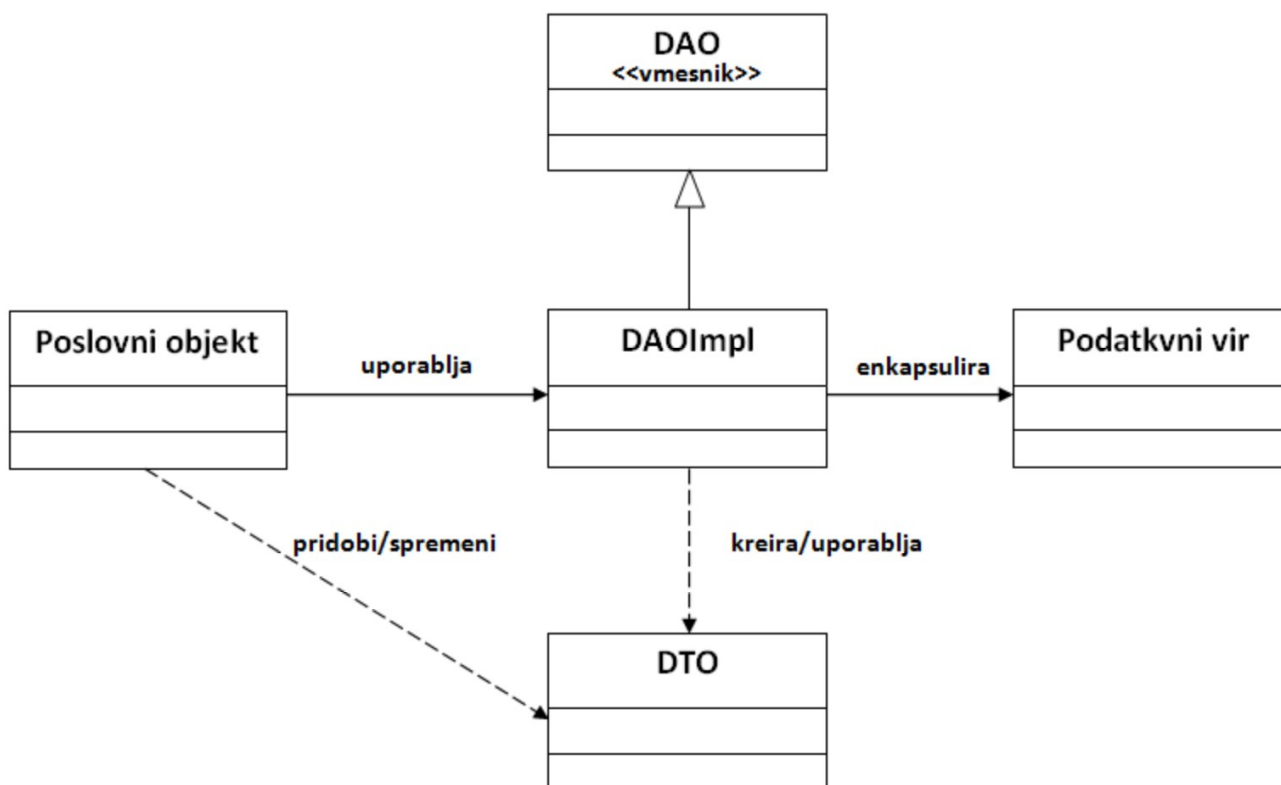 DAO
<<vmesnik>>
Poslovni objekt
uporablja
DAOImpl
enkapsulira
Podatkvni vir
pridobi/spremeni
kreira/uporablja
DTO